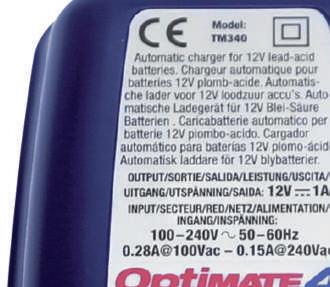 CE Model:
TM340
Automatic charger for 12V lead-acid
batteries. Chargeur automatique pour
batteries 12V plomb-acide. Automatis-
che lader voor 12V loodzuur accu's. Auto-
matische Ladegerät für 12V Blei-Säure
Batterien . Caricabatterie automatico per
batterie 12V piombo-acido. Cargador
automático para baterías 12V plomo-ácid
Automatisk laddare för 12V blybatterier.
OUTPUT/SORTIE/SALIDA/LEISTUNG/USCITA/
UITGANG/UTSPÄNNING/SAIDA: 12V ⎓ 1A
INPUT/SECTEUR/RED/NETZ/ALIMENTATION/
INGANG/INSPÄNNING:
100-240V ~ 50-60Hz
0.28A@100Vac – 0.15A@240Vac
OptiMATE 4